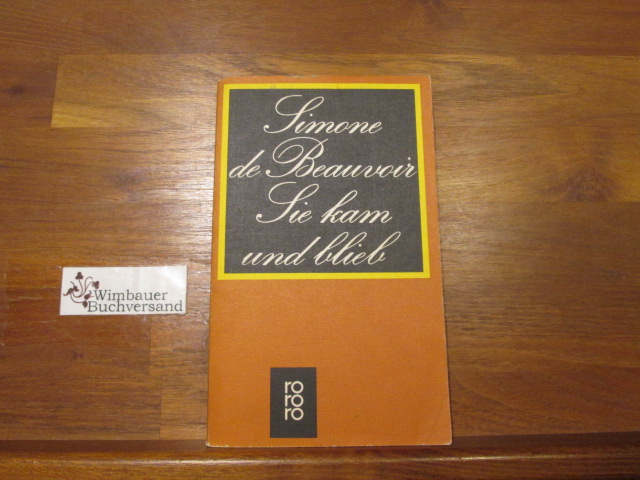 Simone
de Beauvoir
Sie kam
und blieb
Wimbauer
Buchversand
ro
ro
ro